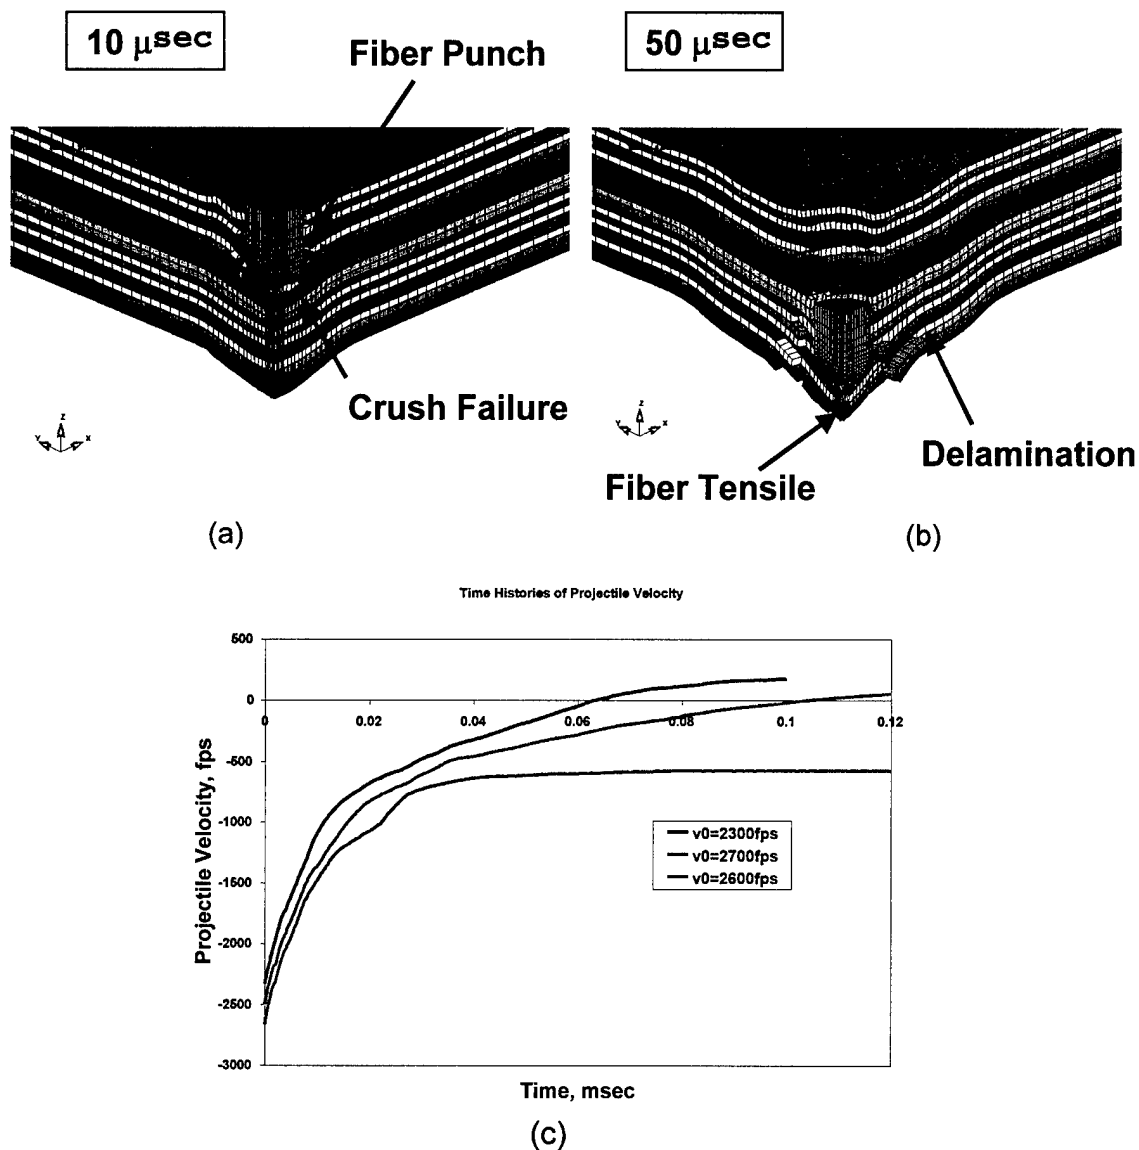 10 μsec
50 μsec
Fiber Punch
Crush Failure
Delamination
Fiber Tensile
z
y
x
z
y
x
(a)
(b)
Time Histories of Projectile Velocity
500
0
-500
-1000
-1500
-2000
-2500
-3000
0
0.02
0.04
0.06
0.08
0.1
0.12
Projectile Velocity, fps
v0=2300fps
v0=2700fps
v0=2600fps
Time, msec
(c)